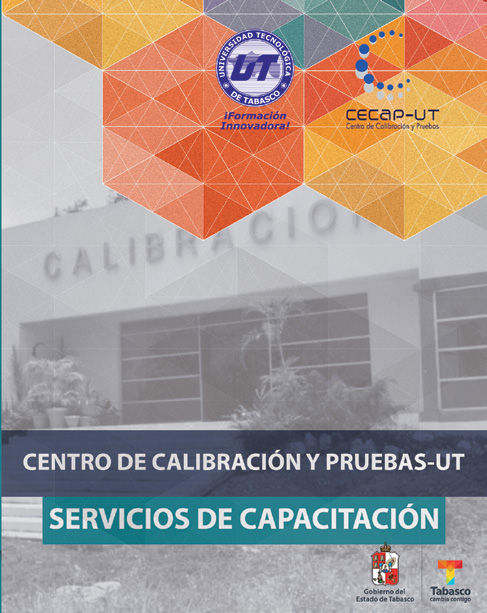 UNIVERSIDAD TECNOLÓGICA
UT
DE TABASCO
¡Formación
Innovadora!
CECAP-UT
Centro de Calibración y Pruebas
CALIBRACION
CENTRO DE CALIBRACIÓN Y PRUEBAS-UT
SERVICIOS DE CAPACITACIÓN
Gobierno del
Estado de Tabasco
Tabasco
cambia contigo